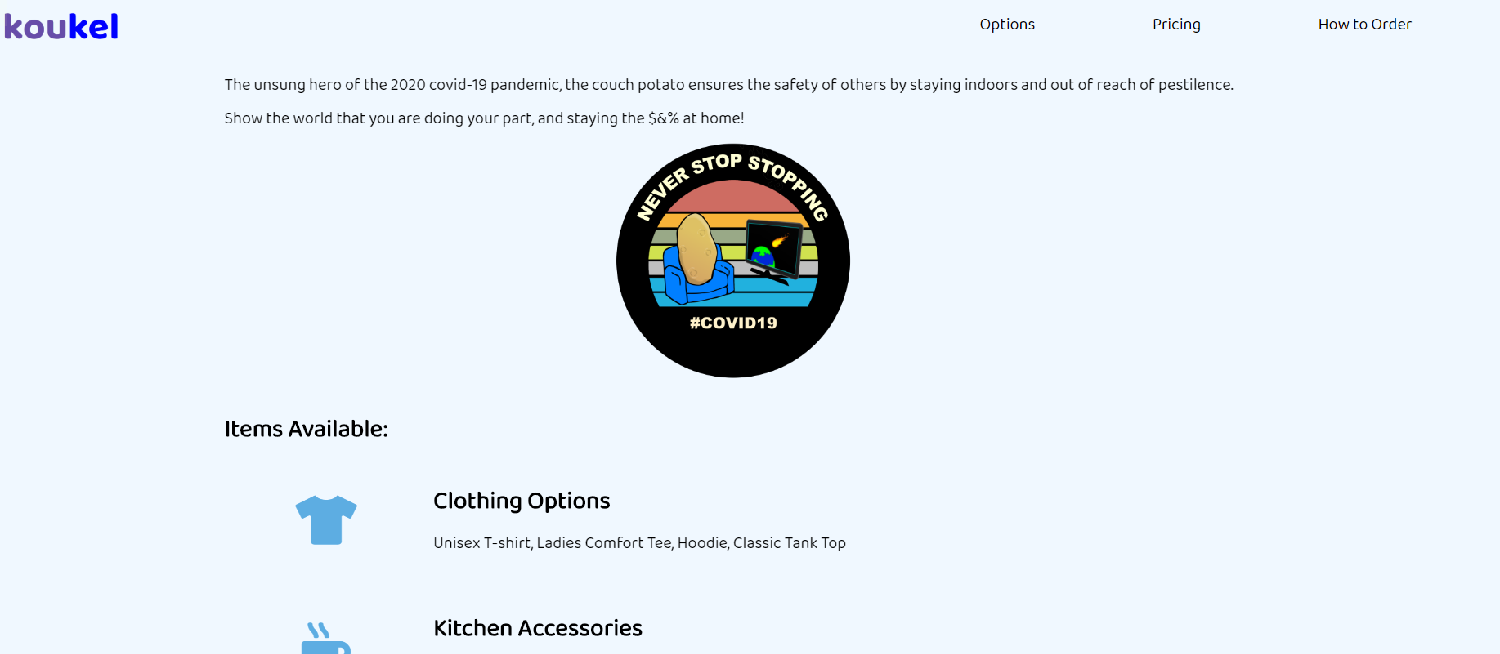 koukel
Options
Pricing
How to Order
The unsung hero of the 2020 covid-19 pandemic, the couch potato ensures the safety of others by staying indoors and out of reach of pestilence.
Show the world that you are doing your part, and staying the $&% at home!
NEVER STOP STOPPING
#COVID19
Items Available:
Clothing Options
Unisex T-shirt, Ladies Comfort Tee, Hoodie, Classic Tank Top
Kitchen Accessories